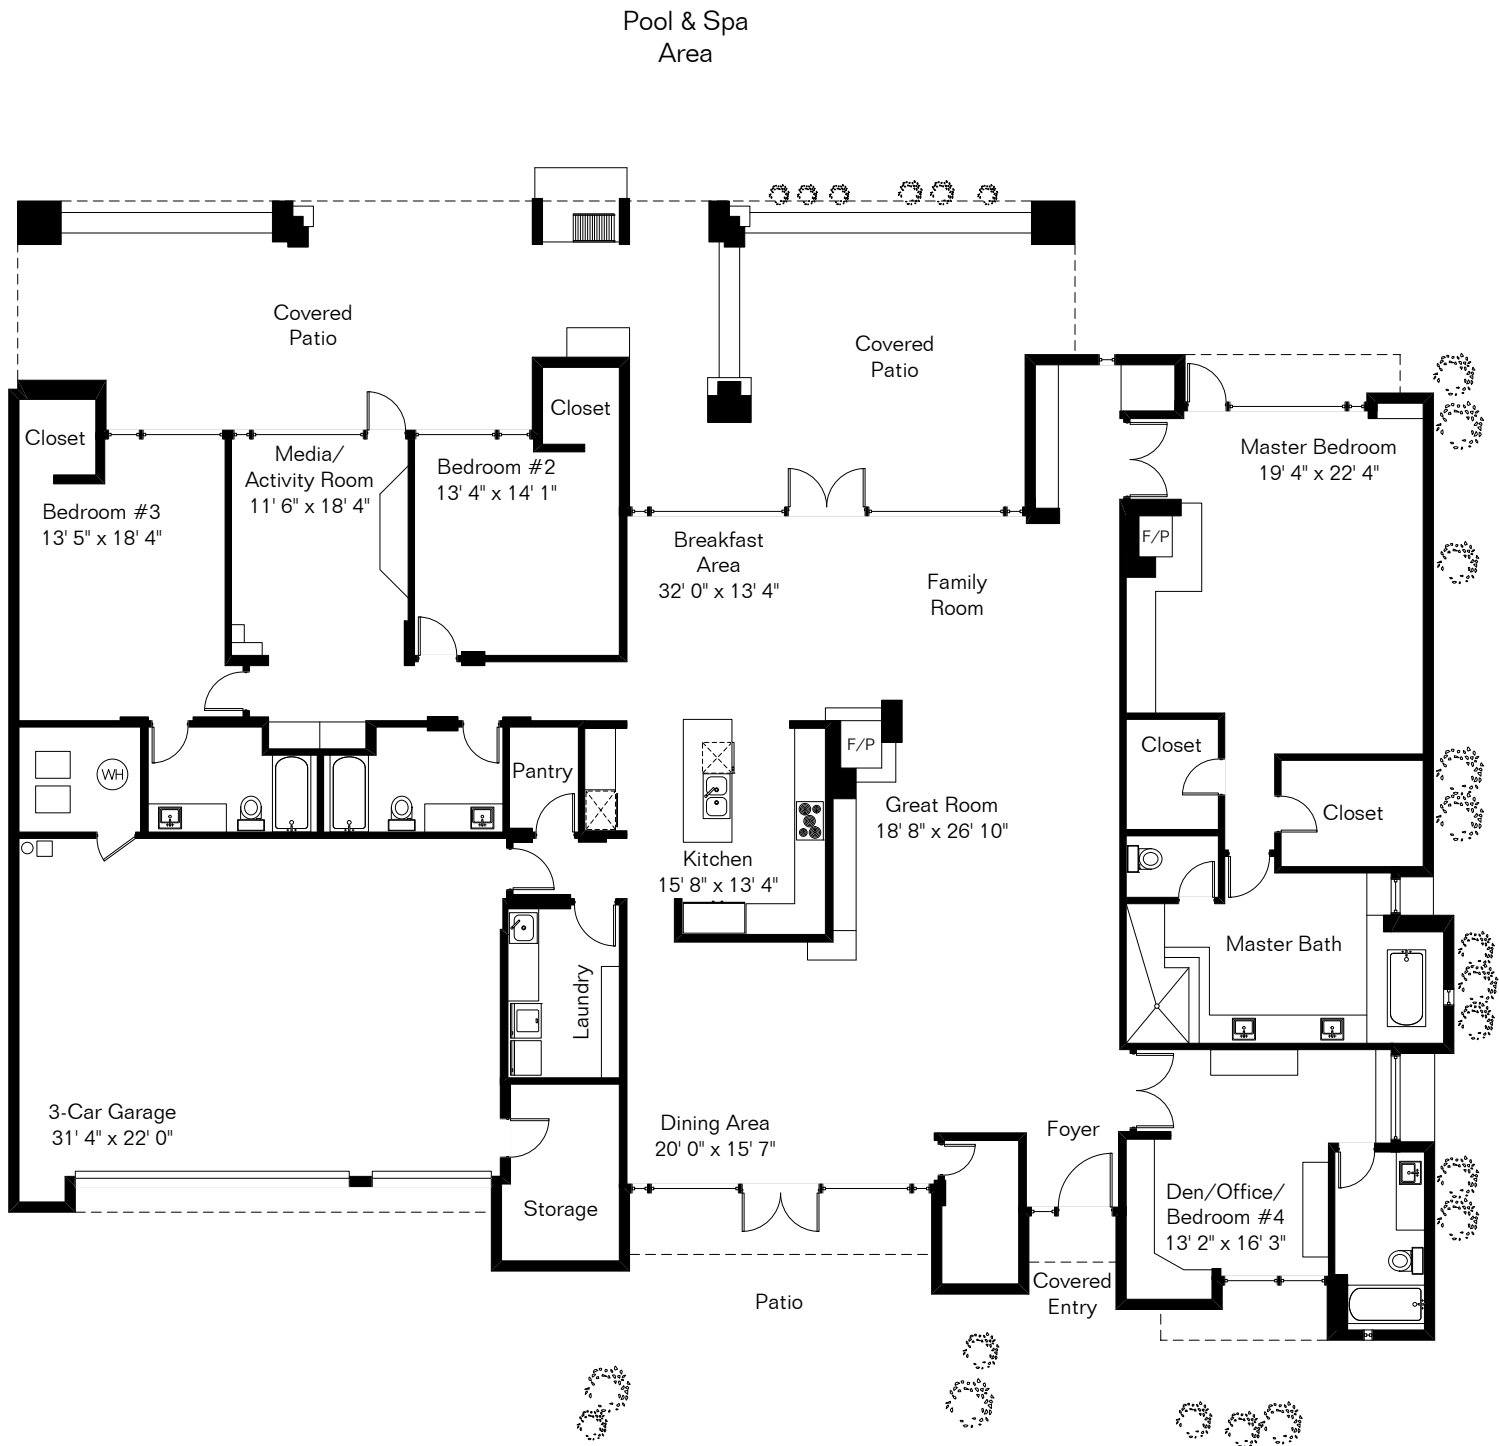 Pool & Spa
Area
Covered
Patio
Covered
Patio
Closet
Closet
Media/
Activity Room
11' 6" x 18' 4"
Bedroom #2
13' 4" x 14' 1"
Master Bedroom
19' 4" x 22' 4"
Bedroom #3
13' 5" x 18' 4"
F/P
Breakfast
Area
32' 0" x 13' 4"
Family
Room
WH
Pantry
F/P
Closet
Closet
Great Room
18' 8" x 26' 10"
Kitchen
15' 8" x 13' 4"
Master Bath
Laundry
3-Car Garage
31' 4" x 22' 0"
Dining Area
20' 0" x 15' 7"
Foyer
Storage
Den/Office/
Bedroom #4
13' 2" x 16' 3"
Covered
Entry
Patio